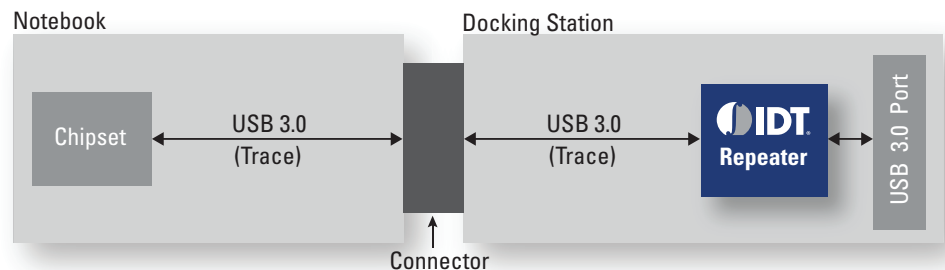 Notebook
Docking Station
Chipset
USB 3.0
(Trace)
USB 3.0
(Trace)
IDT
Repeater
USB 3.0 Port
Connector